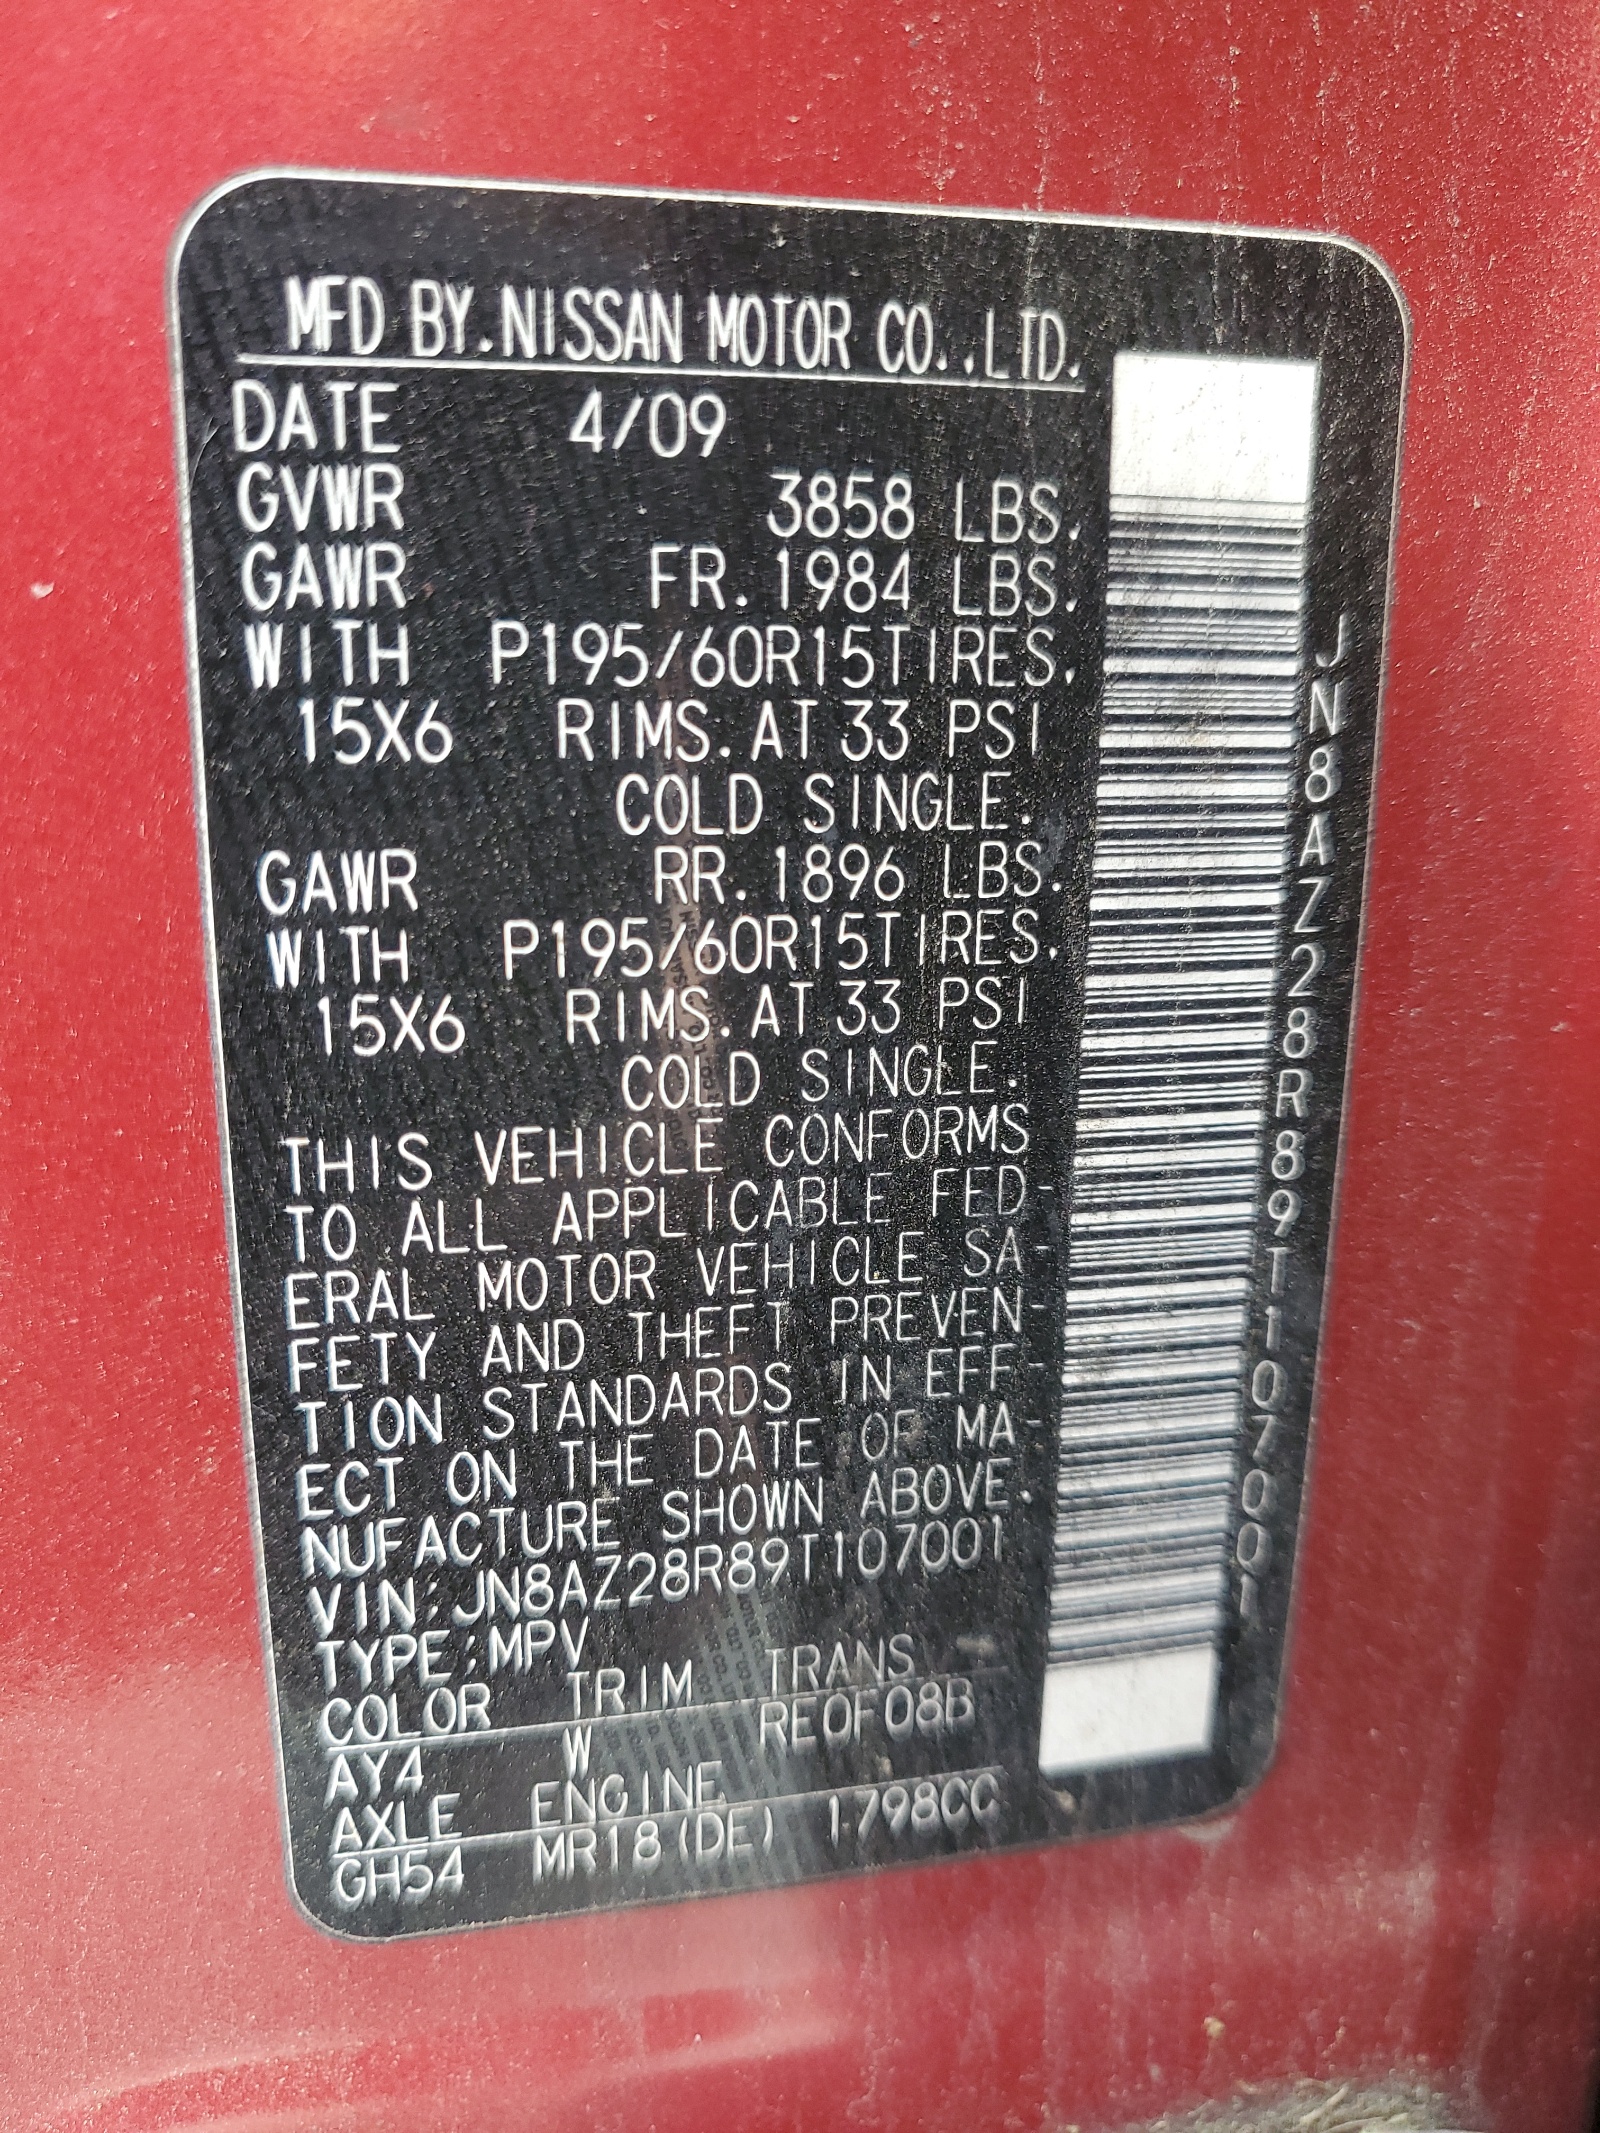 MFD BY.NISSAN MOTOR CO.,LTD.
DATE 4/09
GVWR 3858 LBS.
GAWR FR. 1984 LBS.
WITH P195/60R15TIRES.
15X6 RIMS. AT 33 PSI
COLD SINGLE.
GAWR RR. 1896 LBS.
WITH P195/60R15TIRES.
15X6 RIMS. AT 33 PSI
COLD SINGLE.
THIS VEHICLE CONFORMS
TO ALL APPLICABLE FED-
ERAL MOTOR VEHICLE SA-
FETY AND THEFT PREVEN-
TION STANDARDS IN EFF-
ECT ON THE DATE OF MA-
NUFACTURE SHOWN ABOVE.
VIN:JN8AZ28R89T107001
TYPE:MPV
COLOR TRIM TRANS
AY4 W RE0F08B
AXLE ENGINE
GH54 MR18(DE) 1798CC
JN8AZ28R89T107001